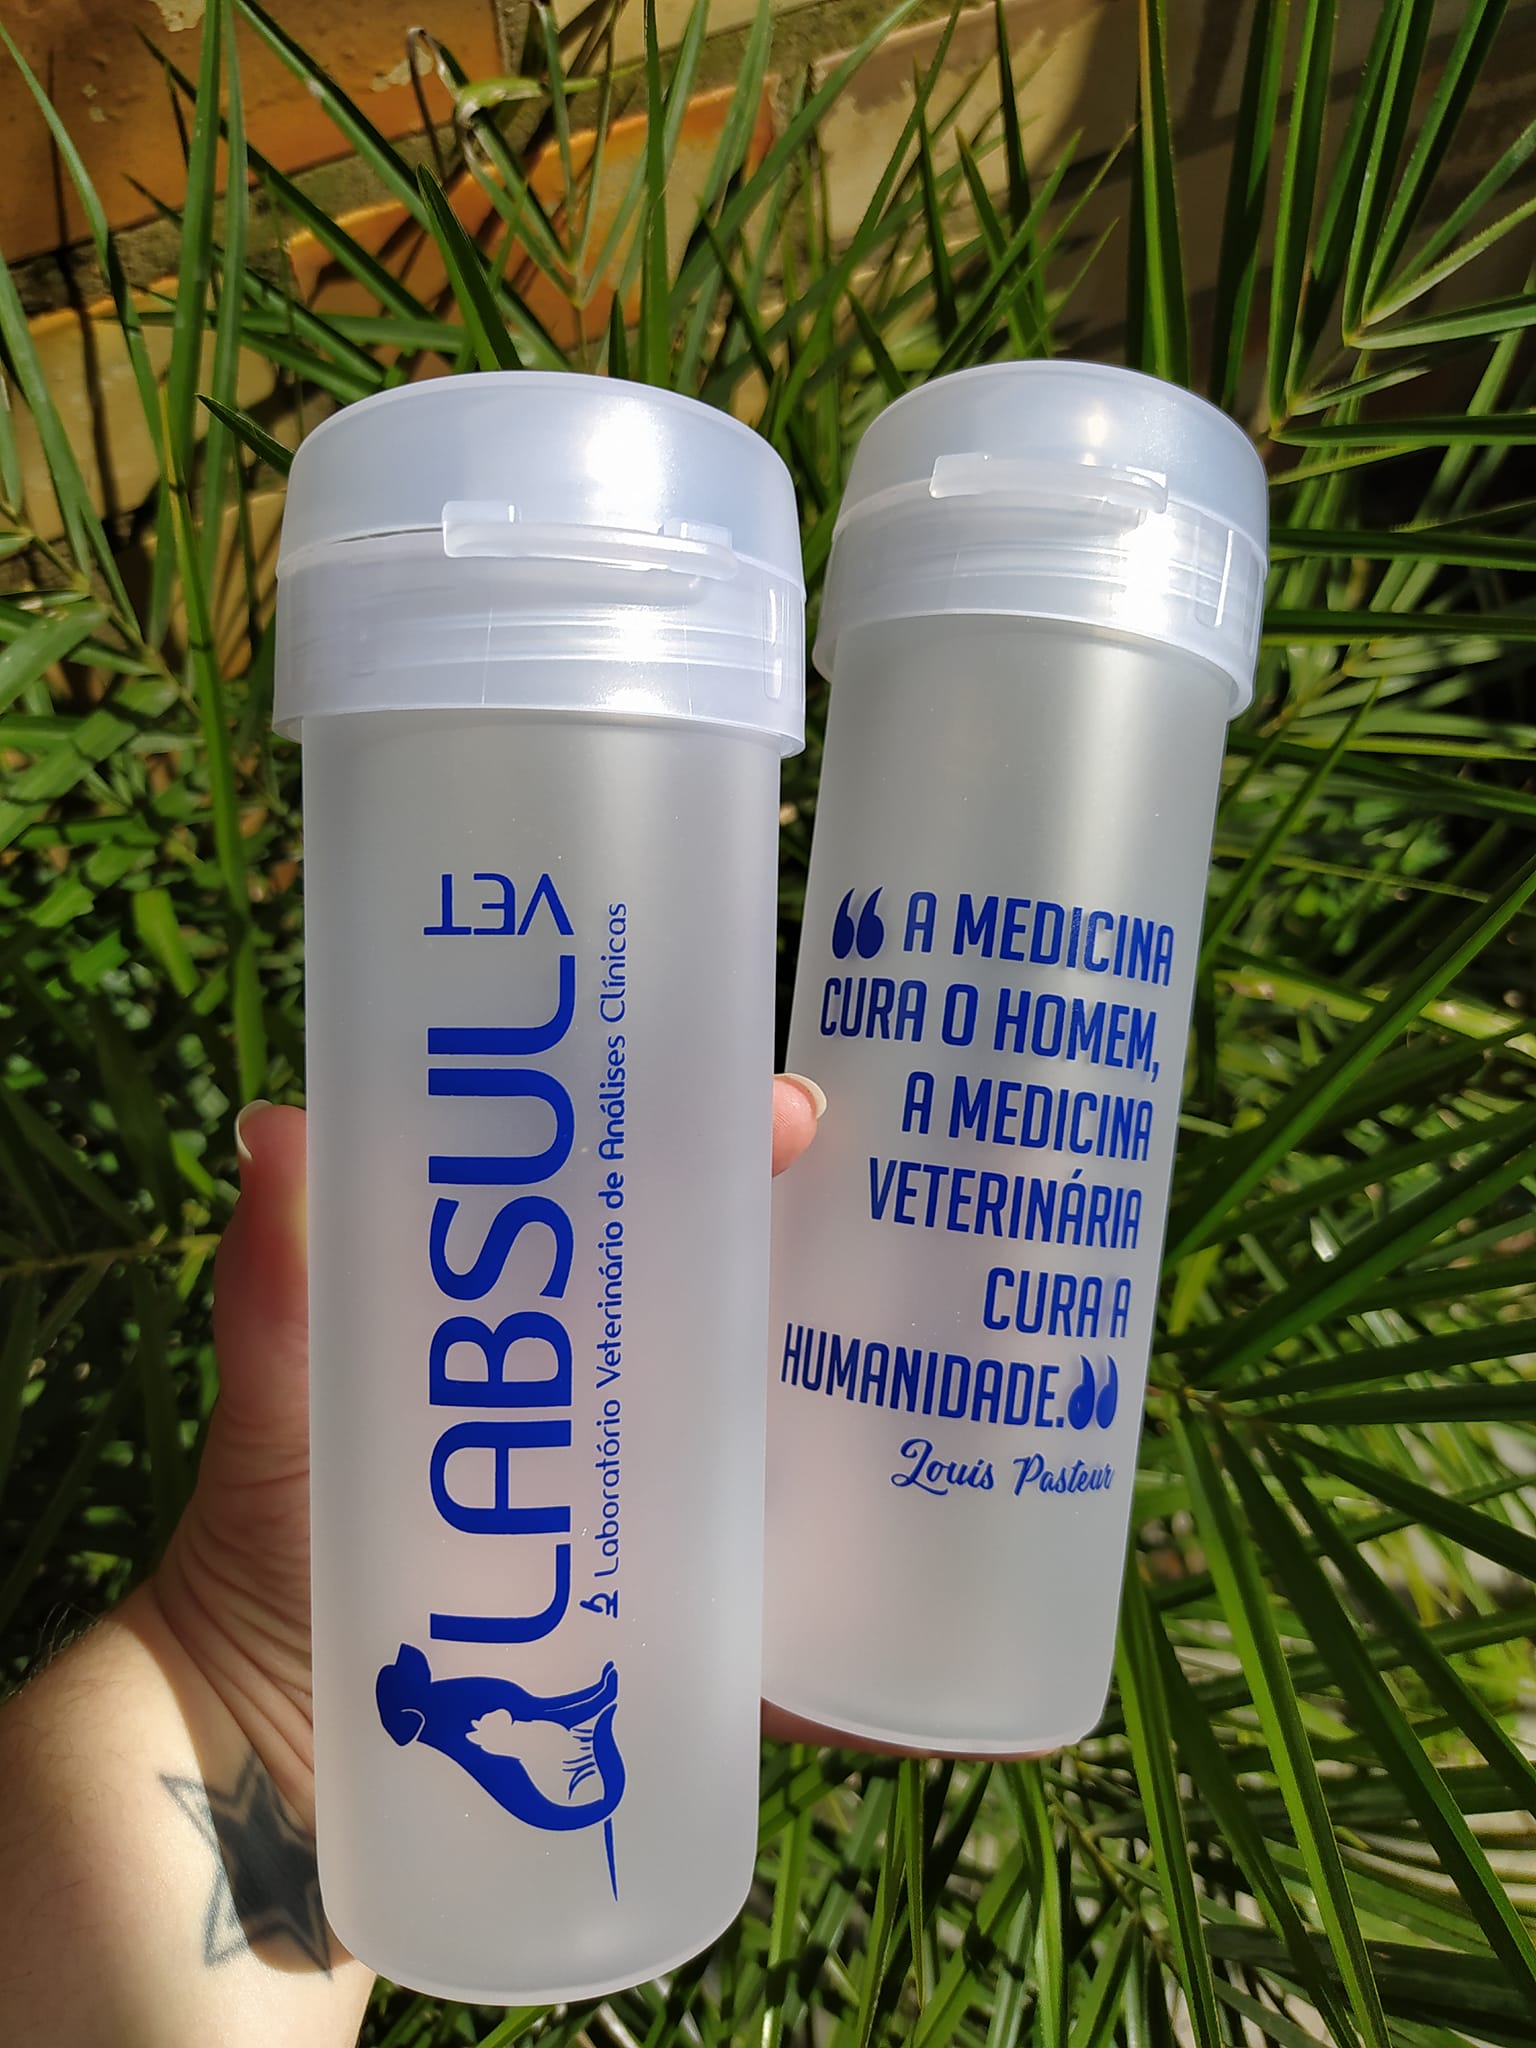 LABSUL
VET
Laboratório Veterinário de Análises Clínicas
“ A MEDICINA
CURA O HOMEM,
A MEDICINA
VETERINÁRIA
CURA A
HUMANIDADE.”
Louis Pasteur